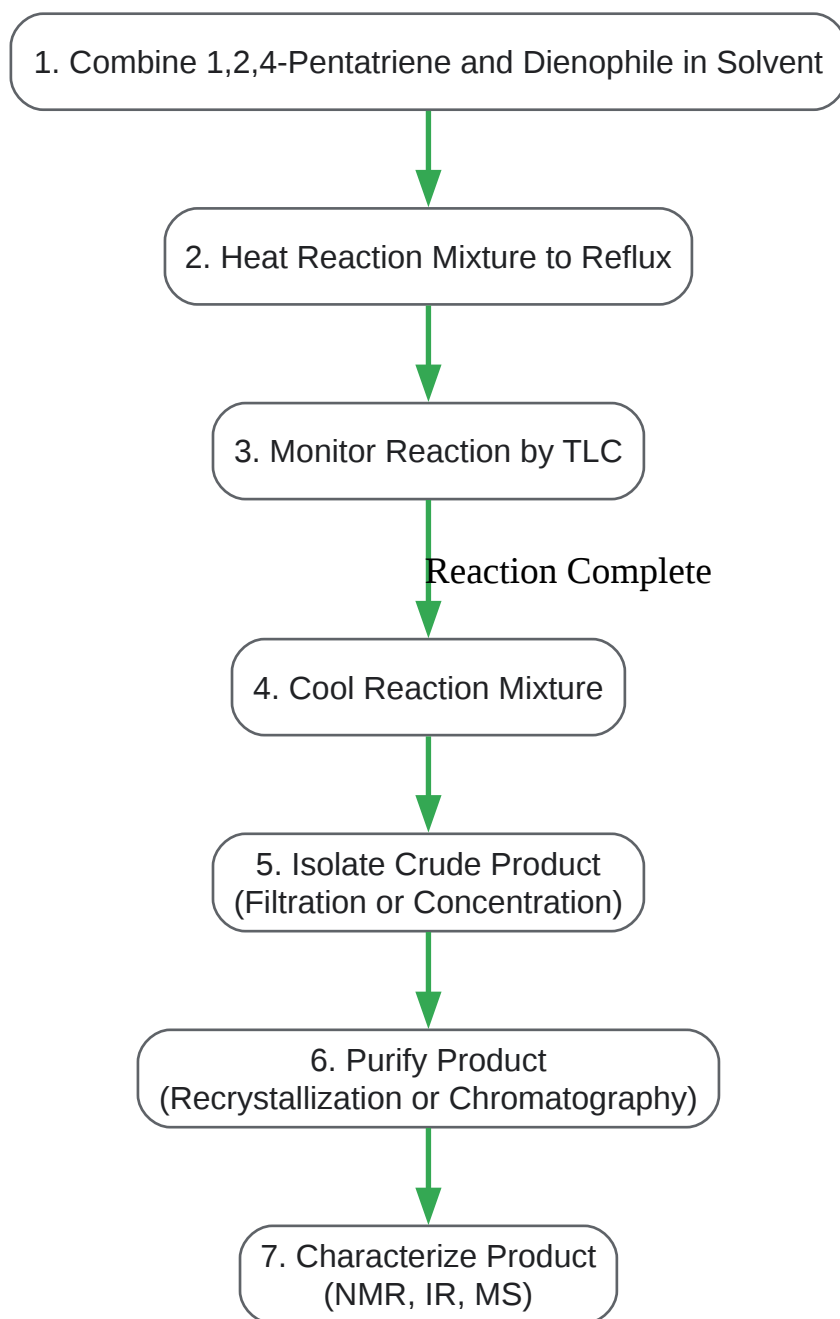 1. Combine 1,2,4-Pentatriene and Dienophile in Solvent
2. Heat Reaction Mixture to Reflux
3. Monitor Reaction by TLC
Reaction Complete
4. Cool Reaction Mixture
5. Isolate Crude Product
(Filtration or Concentration)
6. Purify Product
(Recrystallization or Chromatography)
7. Characterize Product
(NMR, IR, MS)